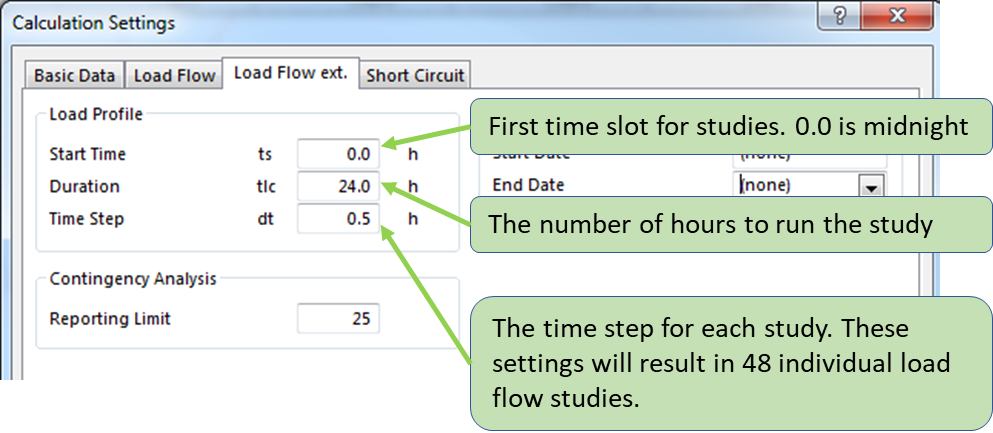 Calculation Settings
?
Basic Data Load Flow Load Flow ext. Short Circuit
Load Profile
First time slot for studies. 0.0 is midnight
Start Time ts 0.0 h
Start Date (none)
Duration tlc 24.0 h
End Date (none)
The number of hours to run the study
Time Step dt 0.5 h
Contingency Analysis
Reporting Limit 25
The time step for each study. These
settings will result in 48 individual load
flow studies.